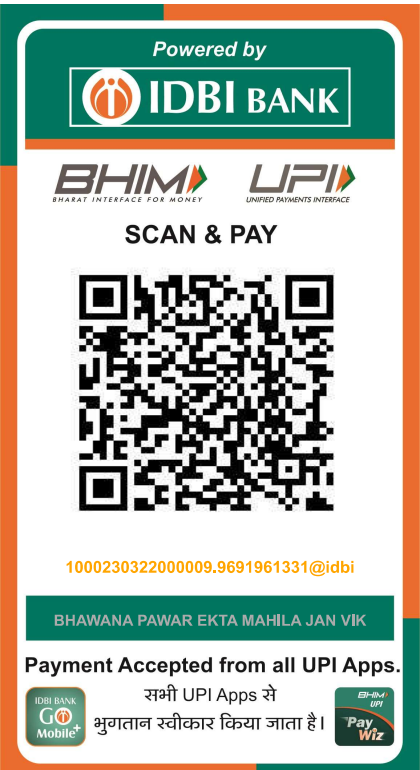 Powered by
IDBI BANK
BHIM UPI
BHARAT INTERFACE FOR MONEY UNIFIED PAYMENTS INTERFACE
SCAN & PAY
1000230322000009.9691961331@idbi
BHAWANA PAWAR EKTA MAHILA JAN VIK
Payment Accepted from all UPI Apps.
सभी UPI Apps से
भुगतान स्वीकार किया जाता है।
IDBI BANK
GO
Mobile+
BHIM
UPI
Pay
Wiz